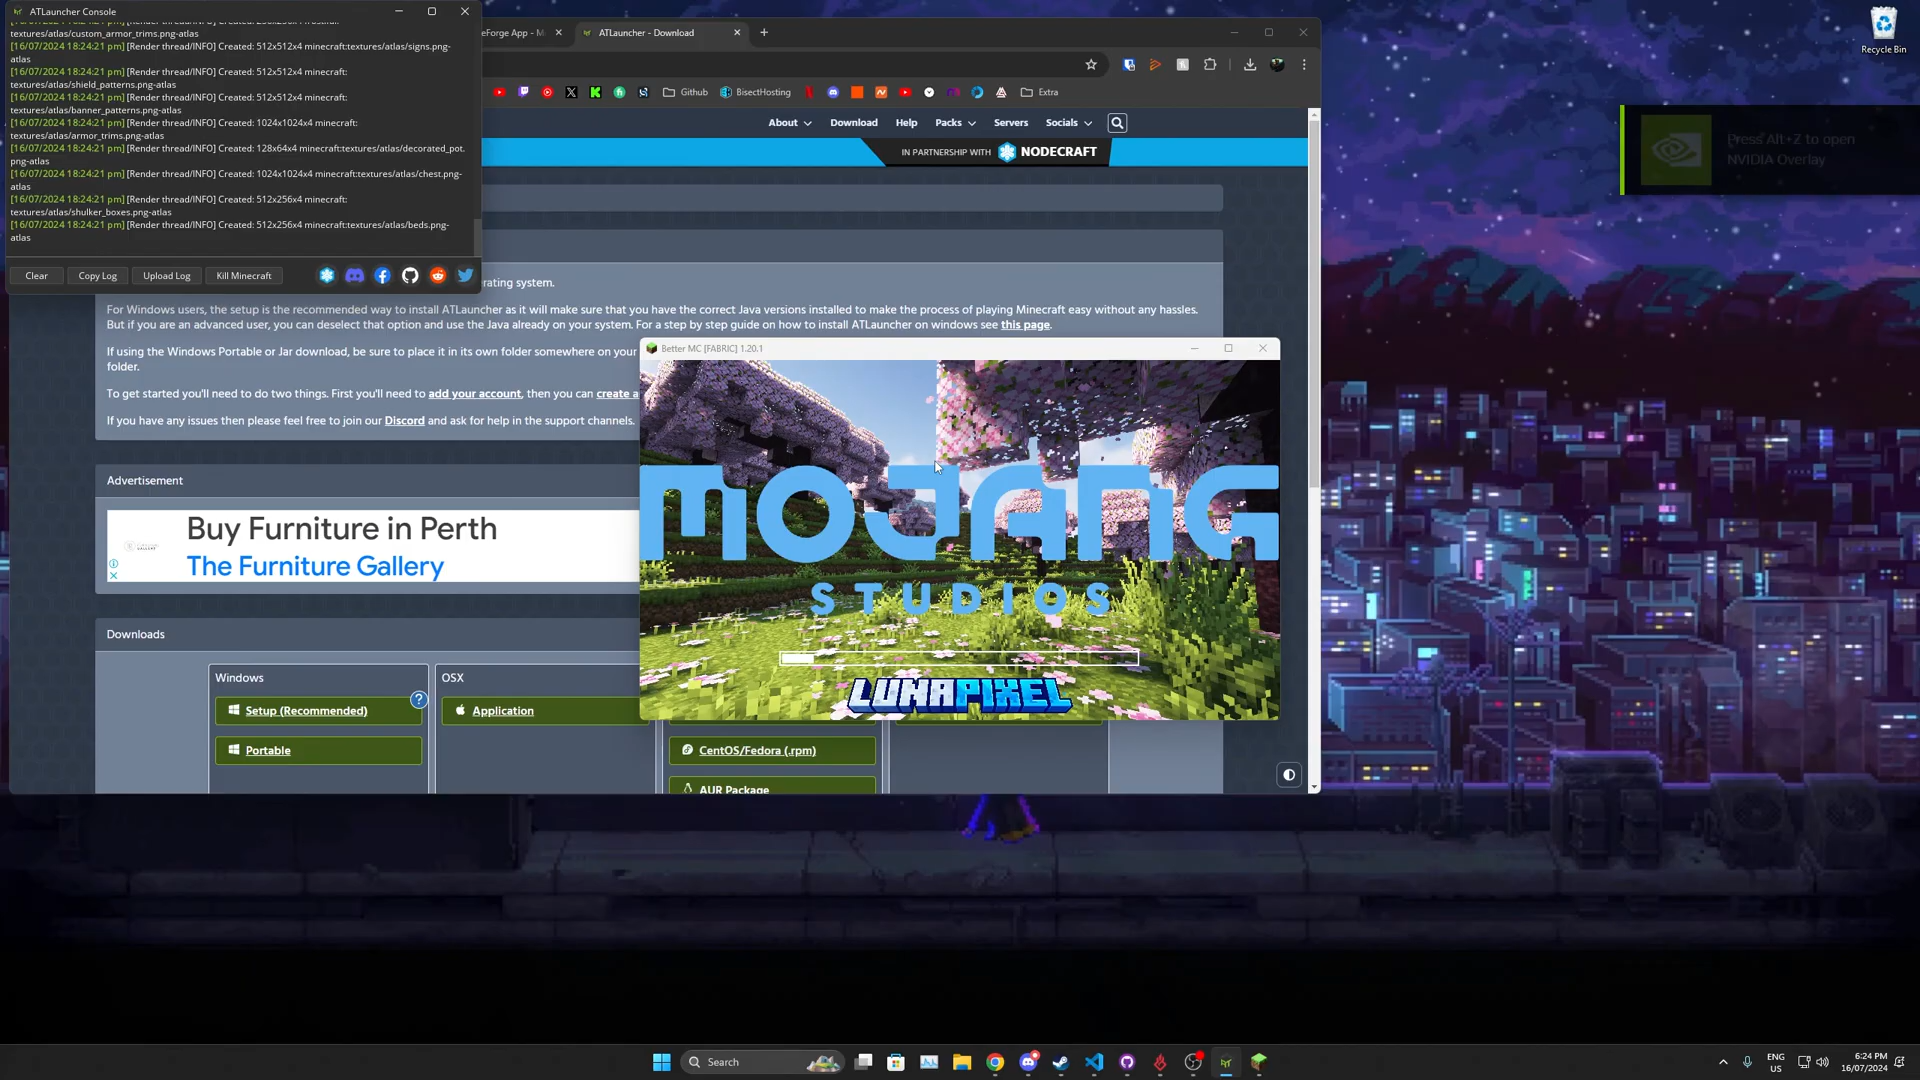 ATLauncher Console
textures/atlas/custom_armor_trims.png-atlas
[16/07/2024 18:24:21 pm] [Render thread/INFO] Created: 512x512x4 minecraft:textures/atlas/signs.png-
atlas
[16/07/2024 18:24:21 pm] [Render thread/INFO] Created: 512x512x4 minecraft:
textures/atlas/shield_patterns.png-atlas
[16/07/2024 18:24:21 pm] [Render thread/INFO] Created: 512x512x4 minecraft:
textures/atlas/banner_patterns.png-atlas
[16/07/2024 18:24:21 pm] [Render thread/INFO] Created: 1024x1024x4 minecraft:
textures/atlas/armor_trims.png-atlas
[16/07/2024 18:24:21 pm] [Render thread/INFO] Created: 128x64x4 minecraft:textures/atlas/decorated_pot.
png-atlas
[16/07/2024 18:24:21 pm] [Render thread/INFO] Created: 1024x1024x4 minecraft:textures/atlas/chest.png-
atlas
[16/07/2024 18:24:21 pm] [Render thread/INFO] Created: 512x256x4 minecraft:
textures/atlas/shulker_boxes.png-atlas
[16/07/2024 18:24:21 pm] [Render thread/INFO] Created: 512x256x4 minecraft:textures/atlas/beds.png-
atlas
Clear
Copy Log
Upload Log
Kill Minecraft
eForge App - M
ATLauncher - Download
Github
BisectHosting
Extra
About
Download
Help
Packs
Servers
Socials
IN PARTNERSHIP WITH
NODECRAFT
rating system.
For Windows users, the setup is the recommended way to install ATLauncher as it will make sure that you have the correct Java versions installed to make the process of playing Minecraft easy without any hassles.
But if you are an advanced user, you can deselect that option and use the Java already on your system. For a step by step guide on how to install ATLauncher on windows see this page.
If using the Windows Portable or Jar download, be sure to place it in its own folder somewhere on your
folder.
To get started you'll need to do two things. First you'll need to add your account, then you can create a
If you have any issues then please feel free to join our Discord and ask for help in the support channels.
Advertisement
Buy Furniture in Perth
The Furniture Gallery
Downloads
Windows
Setup (Recommended)
?
Portable
OSX
Application
CentOS/Fedora (.rpm)
AUR Package
Better MC [FABRIC] 1.20.1
MOJANG
STUDIOS
LUNAPIXEL
Recycle Bin
Press Alt+Z to open
NVIDIA Overlay
Search
ENG
US
6:24 PM
16/07/2024